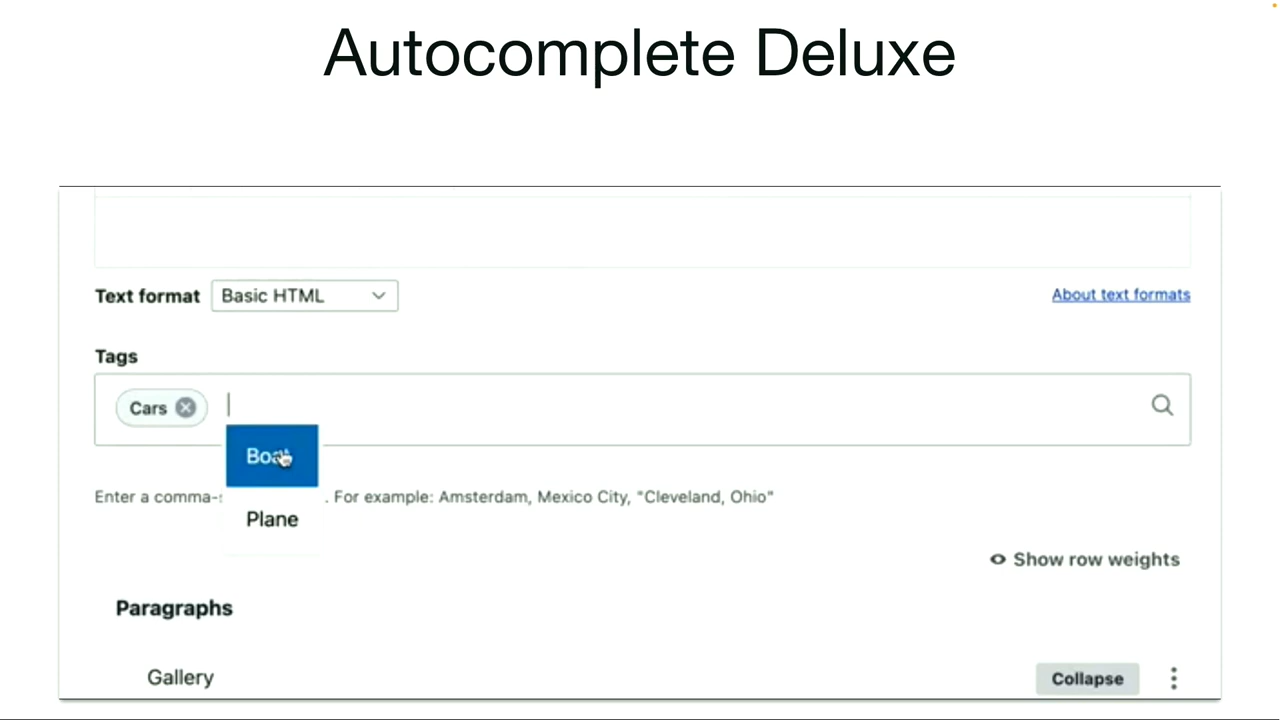 Autocomplete Deluxe
Text format Basic HTML About text formats
Tags
Cars
Enter a . For example: Amsterdam, Mexico City, "Cleveland, Ohio"
Plane
Show row weights
Paragraphs
Gallery Collapse